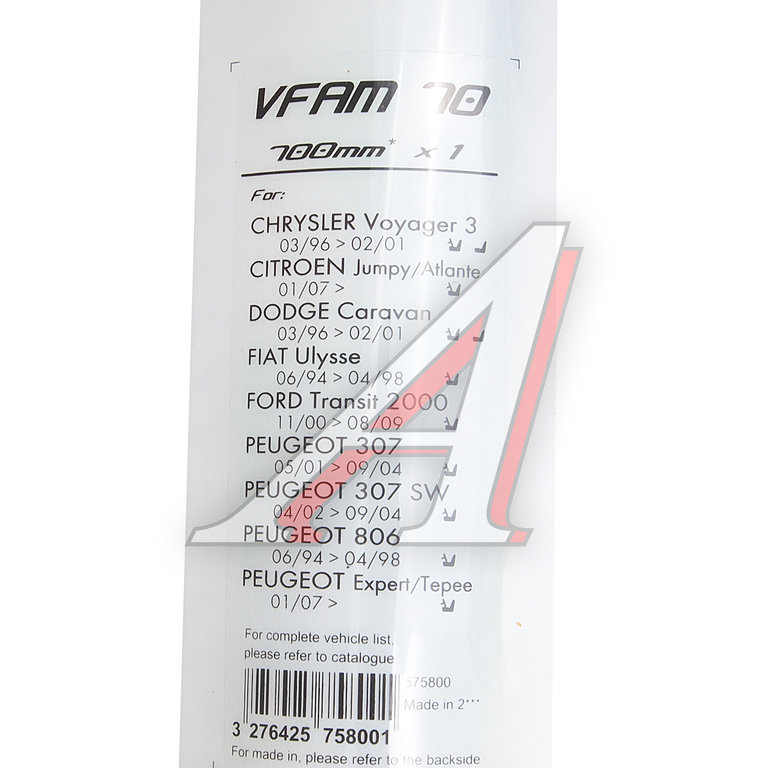 VFAM 70
700mm* x 1
For:
CHRYSLER Voyager 3
03/96 > 02/01
CITROEN Jumpy/Atlante
01/07 >
DODGE Caravan
03/96 > 02/01
FIAT Ulysse
06/94 > 04/98
FORD Transit 2000
11/00 > 08/09
PEUGEOT 307
05/01 > 09/04
PEUGEOT 307 SW
04/02 > 09/04
PEUGEOT 806
06/94 > 04/98
PEUGEOT Expert/Tepee
01/07 >
For complete vehicle list,
please refer to catalogue
575800
Made in 2***
3 276425 758001
For made in, please refer to the backside